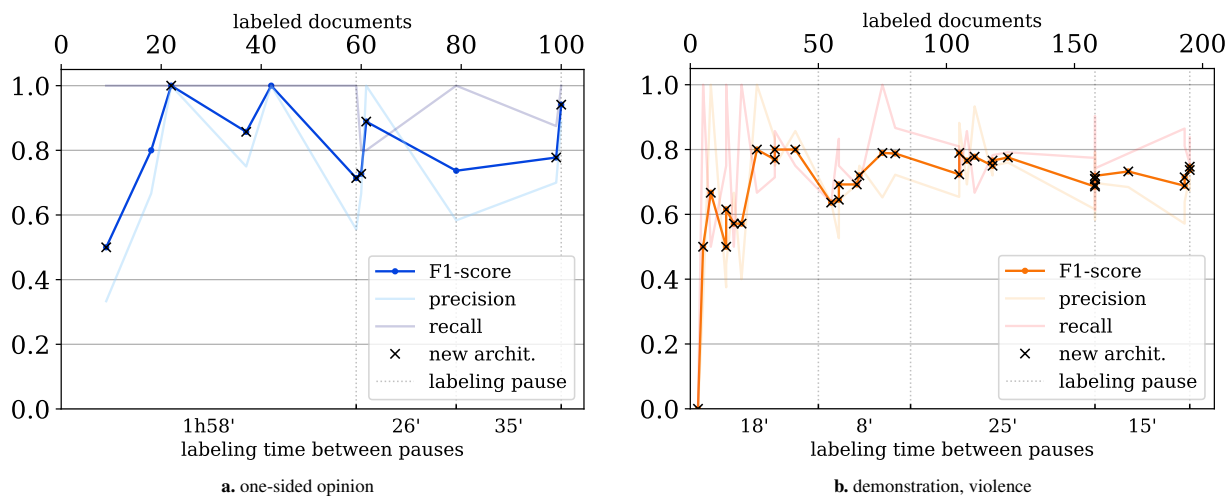 labeled documents
0 20 40 60 80 100
1.0
0.8
0.6
0.4
0.2
0.0
F1-score
precision
recall
new archit.
labeling pause
1h58' 26' 35'
labeling time between pauses
a. one-sided opinion
labeled documents
0 50 100 150 200
1.0
0.8
0.6
0.4
0.2
0.0
F1-score
precision
recall
new archit.
labeling pause
18' 8' 25' 15'
labeling time between pauses
b. demonstration, violence